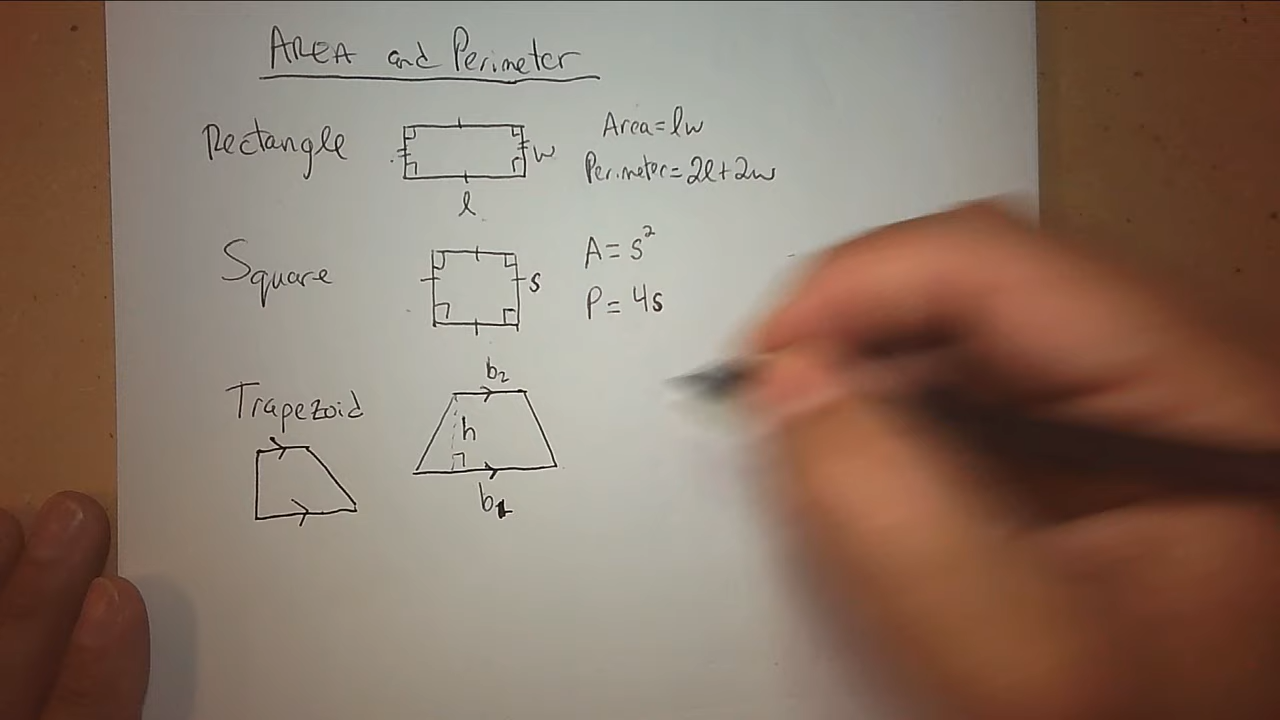 AREA and Perimeter
Rectangle
w
l
Area = lw
Perimeter = 2l + 2w
Square
s
A = s²
P = 4s
Trapezoid
b₂
h
b₁